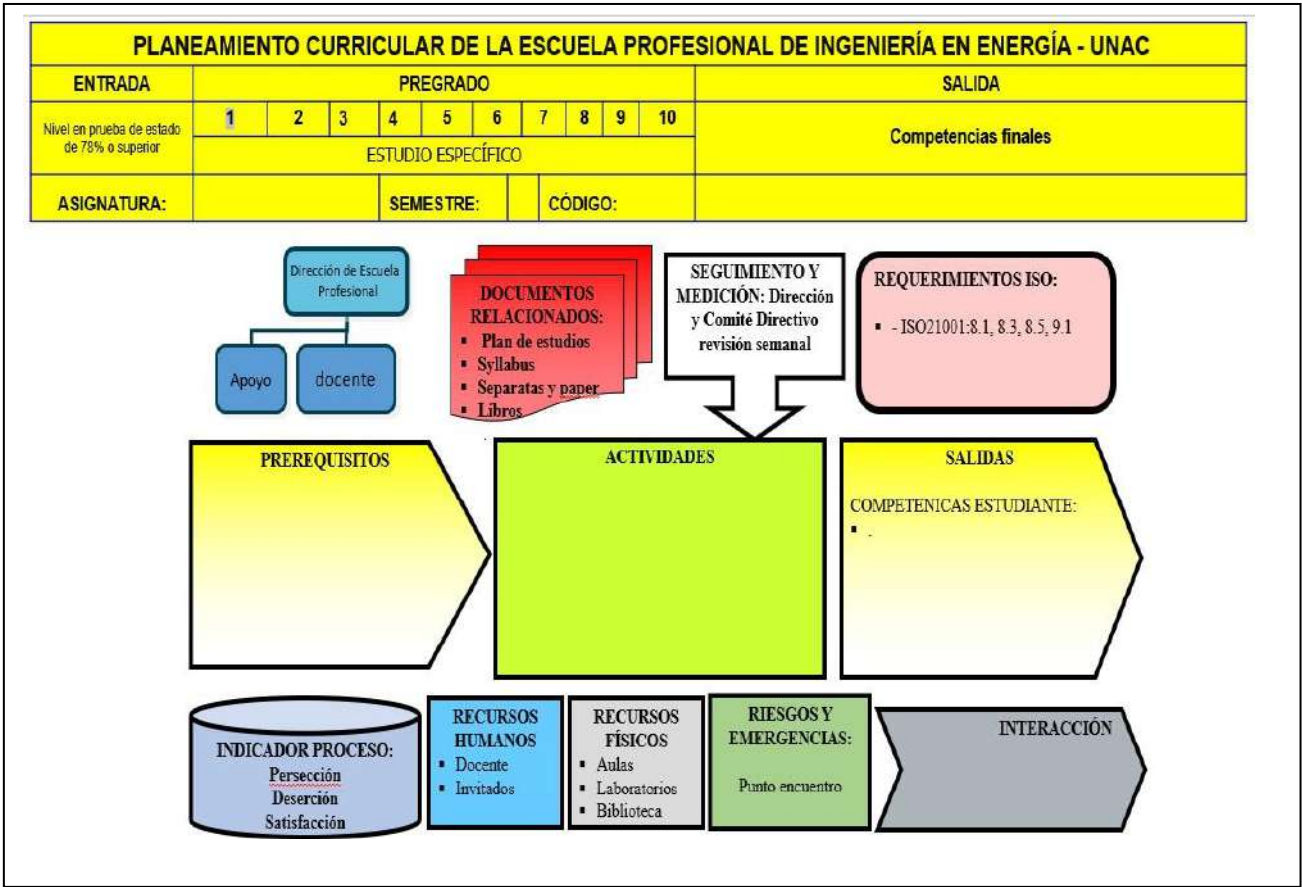 PLANEAMIENTO CURRICULAR DE LA ESCUELA PROFESIONAL DE INGENIERÍA EN ENERGÍA - UNAC
ENTRADA
PREGRADO
SALIDA
Nivel en prueba de estado
de 78% o superior
1 2 3 4 5 6 7 8 9 10
ESTUDIO ESPECÍFICO
Competencias finales
ASIGNATURA:
SEMESTRE:
CÓDIGO:
Dirección de Escuela
Profesional
Apoyo
docente
DOCUMENTOS
RELACIONADOS:
▪ Plan de estudios
▪ Syllabus
▪ Separatas y paper
▪ Libros
SEGUIMIENTO Y
MEDICIÓN: Dirección
y Comité Directivo
revisión semanal
REQUERIMIENTOS ISO:
▪ - ISO21001:8.1, 8.3, 8.5, 9.1
PREREQUISITOS
ACTIVIDADES
SALIDAS
COMPETENICAS ESTUDIANTE:
▪ .
INDICADOR PROCESO:
Persección
Deserción
Satisfacción
RECURSOS
HUMANOS
▪ Docente
▪ Invitados
RECURSOS
FÍSICOS
▪ Aulas
▪ Laboratorios
▪ Biblioteca
RIESGOS Y
EMERGENCIAS:
Punto encuentro
INTERACCIÓN